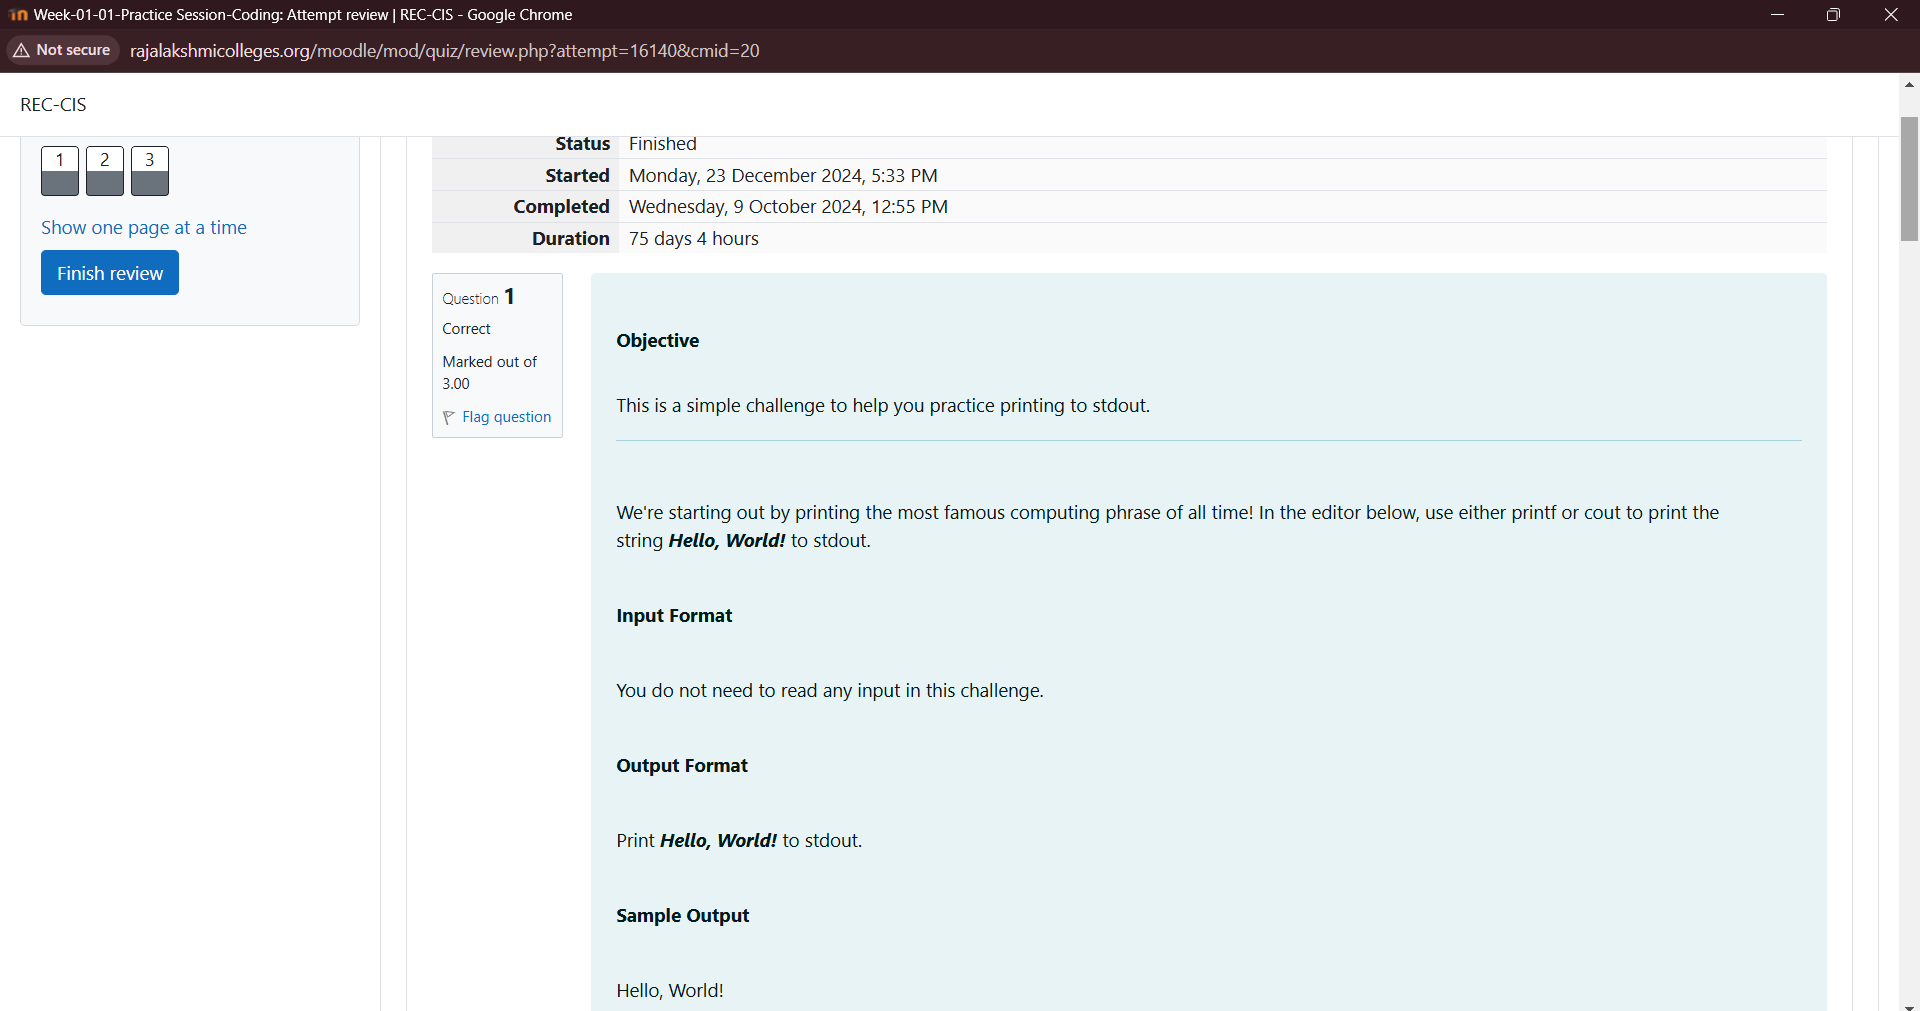 Week-01-01-Practice Session-Coding: Attempt review | REC-CIS - Google Chrome
Not secure rajalakshmicolleges.org/moodle/mod/quiz/review.php?attempt=16140&cmid=20
REC-CIS
1 2 3
Show one page at a time
Finish review
Status Finished
Started Monday, 23 December 2024, 5:33 PM
Completed Wednesday, 9 October 2024, 12:55 PM
Duration 75 days 4 hours
Question 1
Correct
Marked out of
3.00
Flag question
Objective
This is a simple challenge to help you practice printing to stdout.
We're starting out by printing the most famous computing phrase of all time! In the editor below, use either printf or cout to print the
string Hello, World! to stdout.
Input Format
You do not need to read any input in this challenge.
Output Format
Print Hello, World! to stdout.
Sample Output
Hello, World!